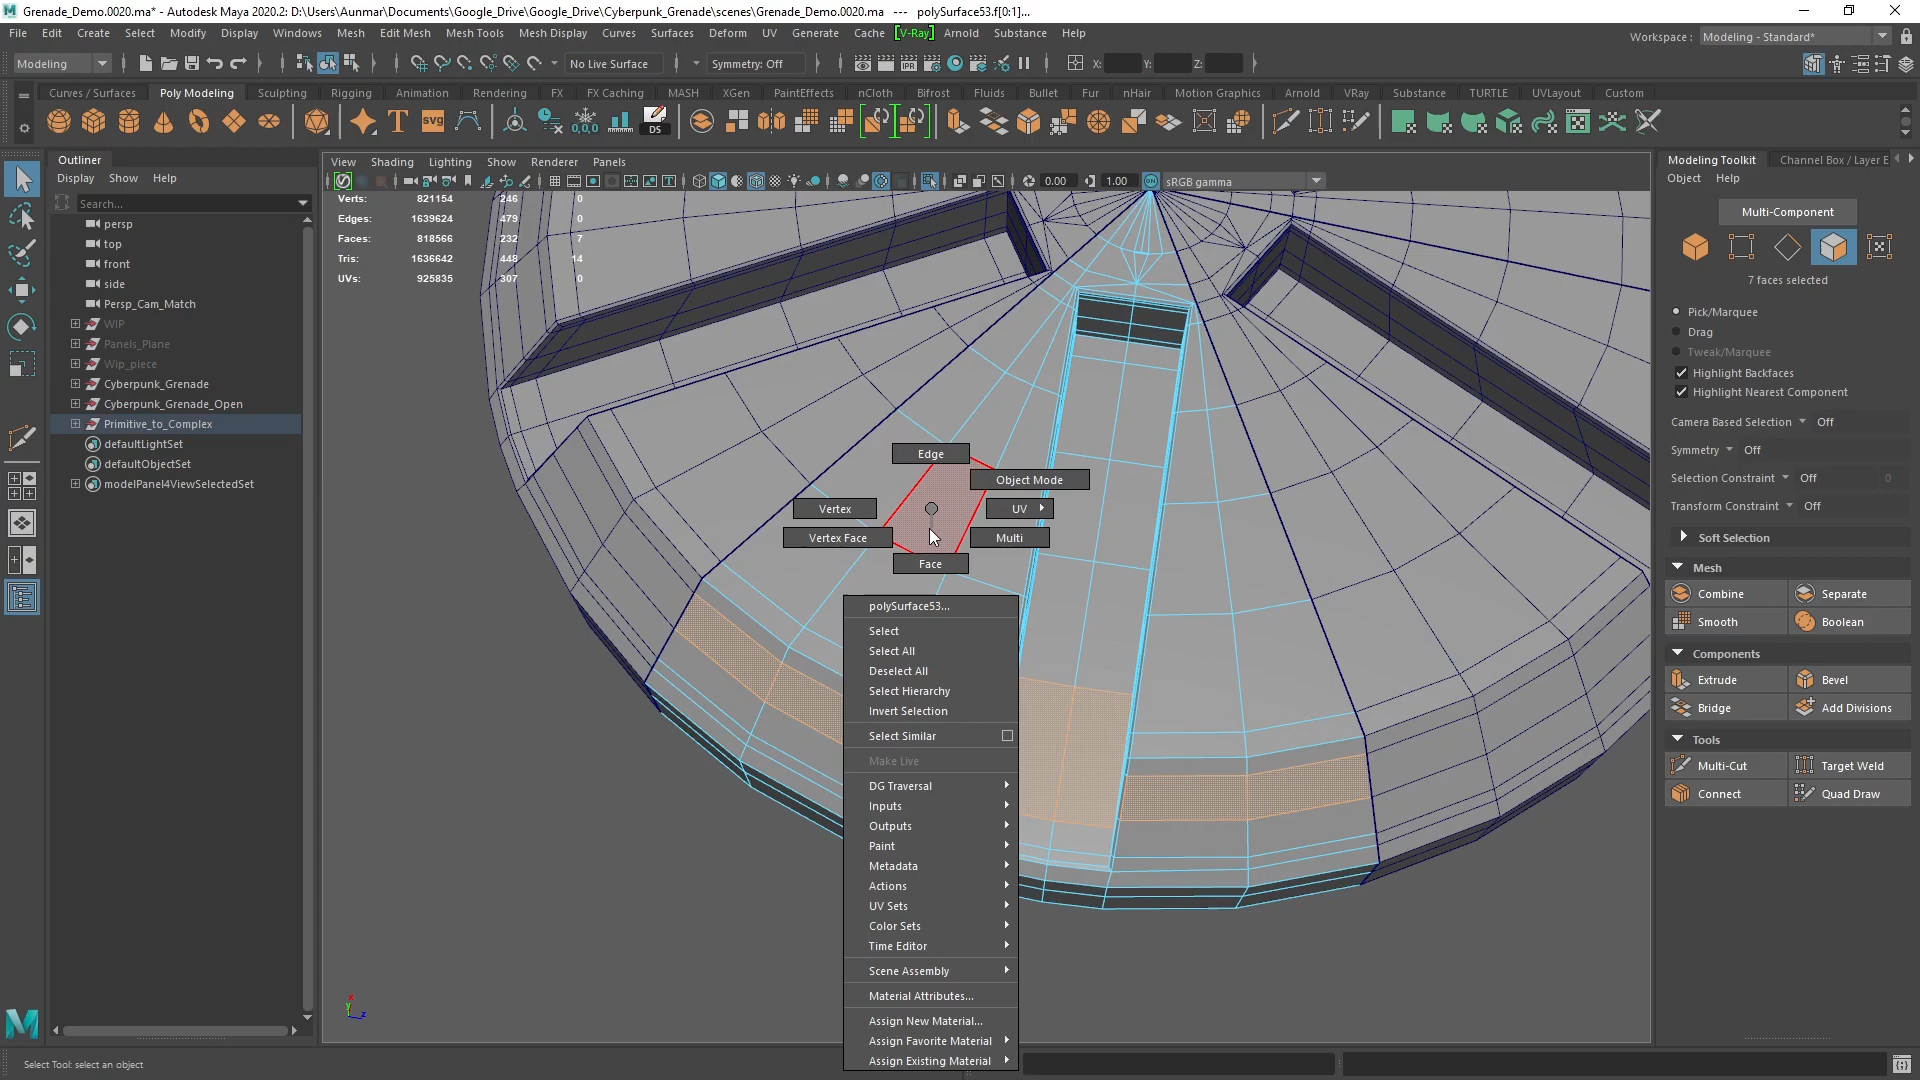 Grenade_Demo.0020.ma* - Autodesk Maya 2020.2: D:\Users\Aunmar\Documents\Google_Drive\Google_Drive\Cyberpunk_Grenade\scenes\Grenade_Demo.0020.ma   ---   polySurface53.f[0:1]...
File Edit Create Select Modify Display Windows Mesh Edit Mesh Mesh Tools Mesh Display Curves Surfaces Deform UV Generate Cache [V-Ray] Arnold Substance Help
Workspace : Modeling - Standard*
Modeling No Live Surface Symmetry: Off IPR X: Y: Z:
Curves / Surfaces Poly Modeling Sculpting Rigging Animation Rendering FX FX Caching MASH XGen PaintEffects nCloth Bifrost Fluids Bullet Fur nHair Motion Graphics Arnold VRay Substance TURTLE UVLayout Custom
T SVG 0,0,0 DS
Outliner
Display Show Help
Search...
persp
top
front
side
Persp_Cam_Match
WIP
Panels_Plane
Wip_piece
Cyberpunk_Grenade
Cyberpunk_Grenade_Open
Primitive_to_Complex
defaultLightSet
defaultObjectSet
modelPanel4ViewSelectedSet
View Shading Lighting Show Renderer Panels
0.00 1.00 sRGB gamma
Verts: 821154 246 0
Edges: 1639624 479 0
Faces: 818566 232 7
Tris: 1636642 448 14
UVs: 925835 307 0
Edge
Object Mode
Vertex UV
Vertex Face Multi
Face
polySurface53...
Select
Select All
Deselect All
Select Hierarchy
Invert Selection
Select Similar
Make Live
DG Traversal
Inputs
Outputs
Paint
Metadata
Actions
UV Sets
Color Sets
Time Editor
Scene Assembly
Material Attributes...
Assign New Material...
Assign Favorite Material
Assign Existing Material
x
y
z
Modeling Toolkit Channel Box / Layer E
Object Help
Multi-Component
7 faces selected
Pick/Marquee
Drag
Tweak/Marquee
Highlight Backfaces
Highlight Nearest Component
Camera Based Selection Off
Symmetry Off
Selection Constraint Off 0
Transform Constraint Off
Soft Selection
Mesh
Combine Separate
Smooth Boolean
Components
Extrude Bevel
Bridge Add Divisions
Tools
Multi-Cut Target Weld
Connect Quad Draw
Select Tool: select an object